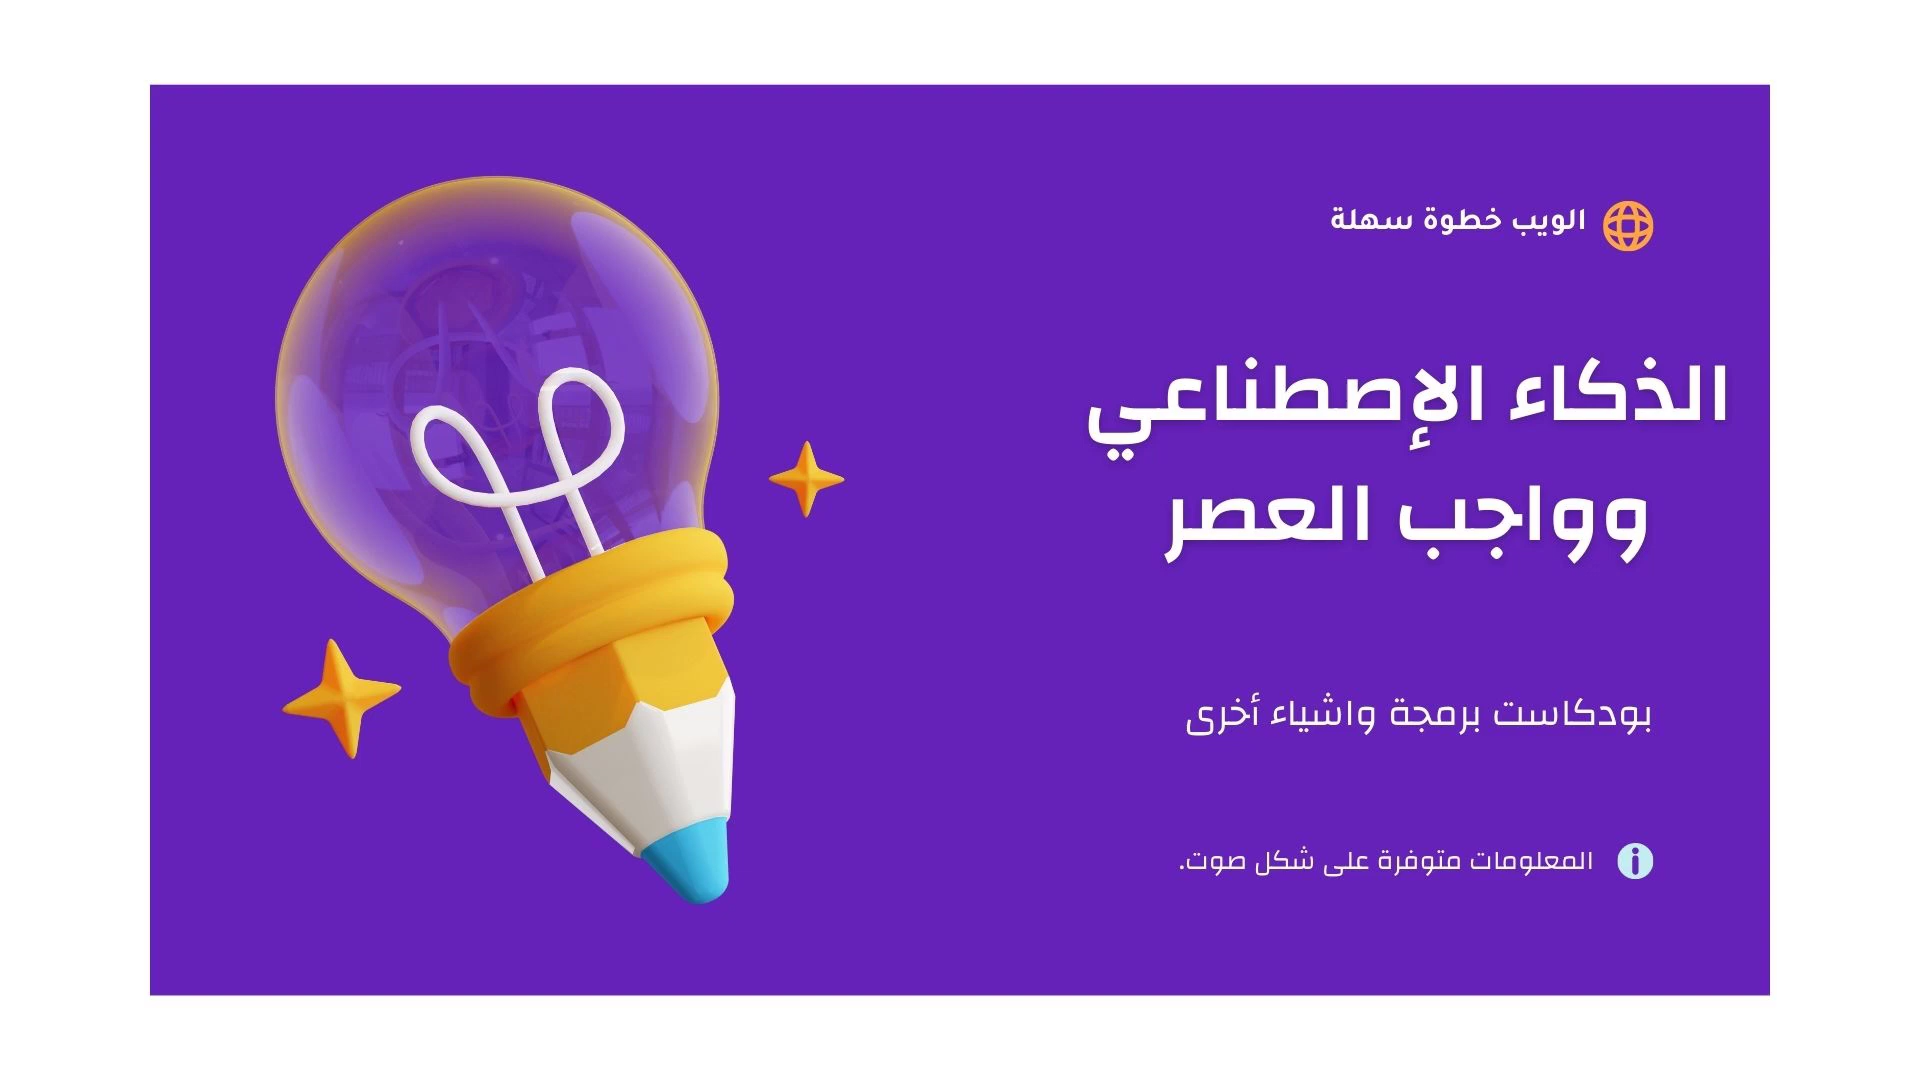 الويب خطوة سهلة
الذكاء الإصطناعي
وواجب العصر
بودكاست برمجة واشياء أخرى
المعلومات متوفرة على شكل صوت.